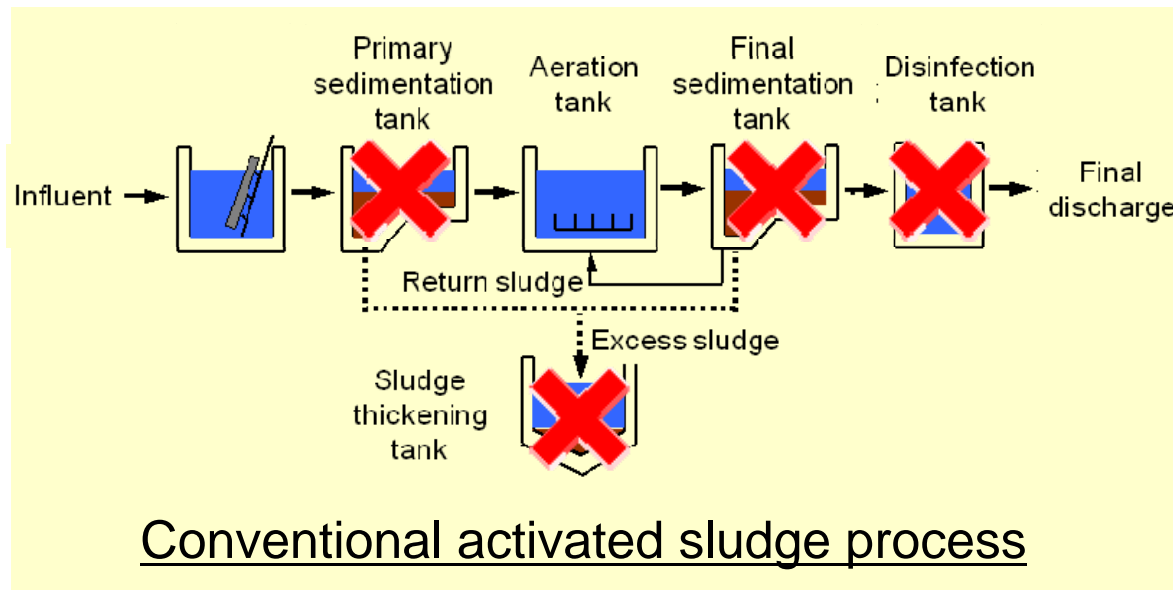 Primary
sedimentation
tank
Aeration
tank
Final
sedimentation
tank
Disinfection
tank
Influent
Final
discharge
Return sludge
Excess sludge
Sludge
thickening
tank
Conventional activated sludge process